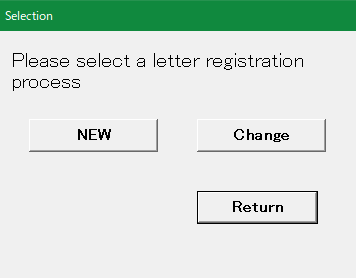 Selection
Please select a letter registration
process
NEW
Change
Return